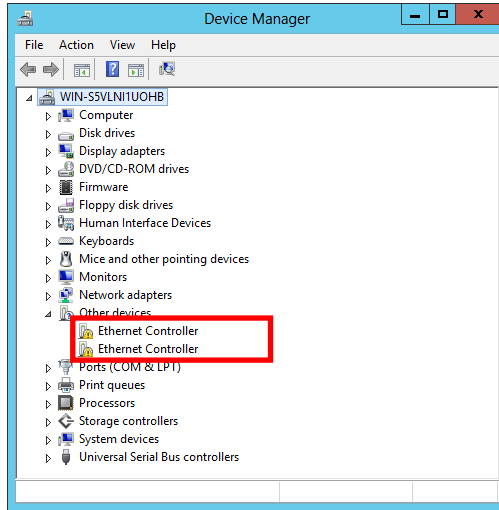 Device Manager
File Action View Help
WIN-S5VLNI1UOHB
Computer
Disk drives
Display adapters
DVD/CD-ROM drives
Firmware
Floppy disk drives
Human Interface Devices
Keyboards
Mice and other pointing devices
Monitors
Network adapters
Other devices
Ethernet Controller
Ethernet Controller
Ports (COM & LPT)
Print queues
Processors
Storage controllers
System devices
Universal Serial Bus controllers